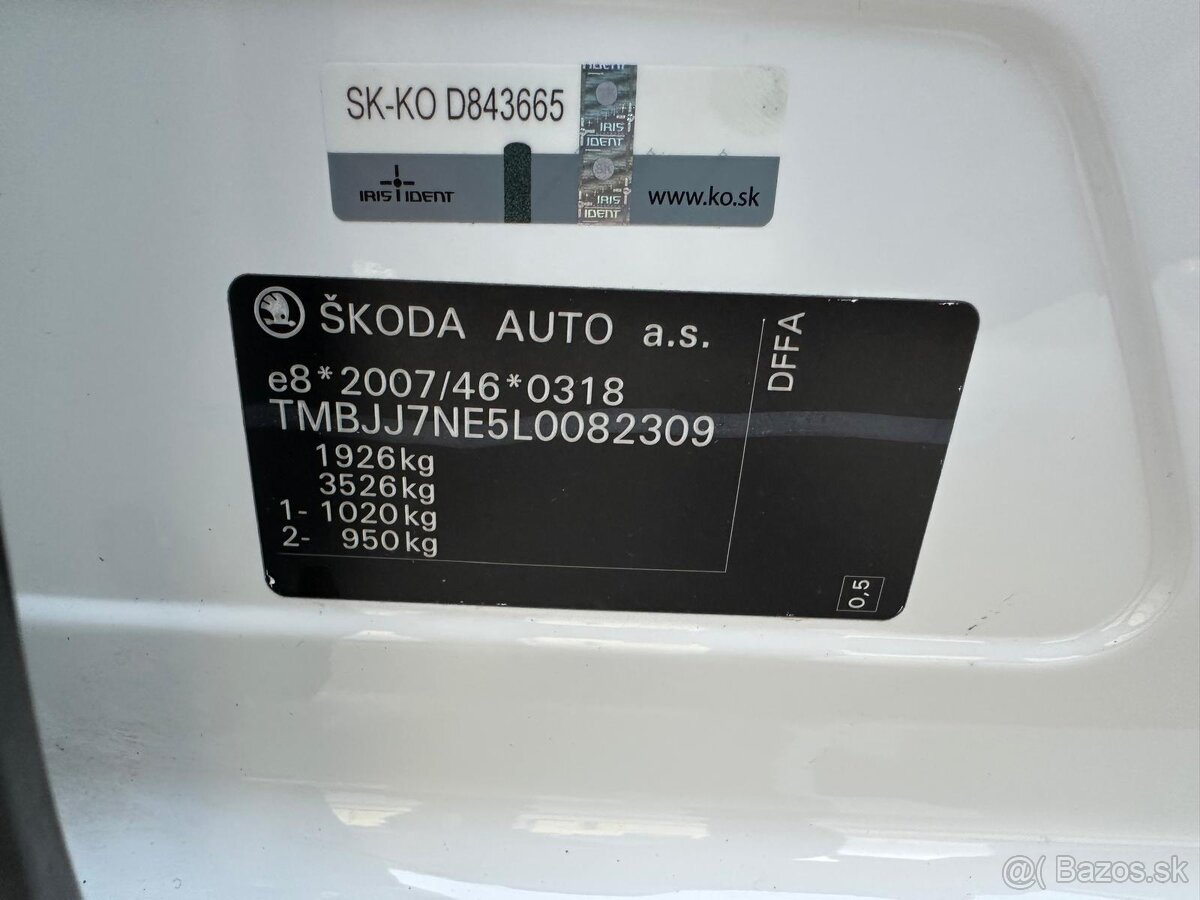 SK-KO D843665
IRIS IDENT
IRIS
IDENT
IRIS
IDENT
www.ko.sk
ŠKODA AUTO a.s.
DFFA
e8*2007/46*0318
TMBJJ7NE5L0082309
1926kg
3526kg
1- 1020kg
2- 950kg
0,5
@( Bazos.sk